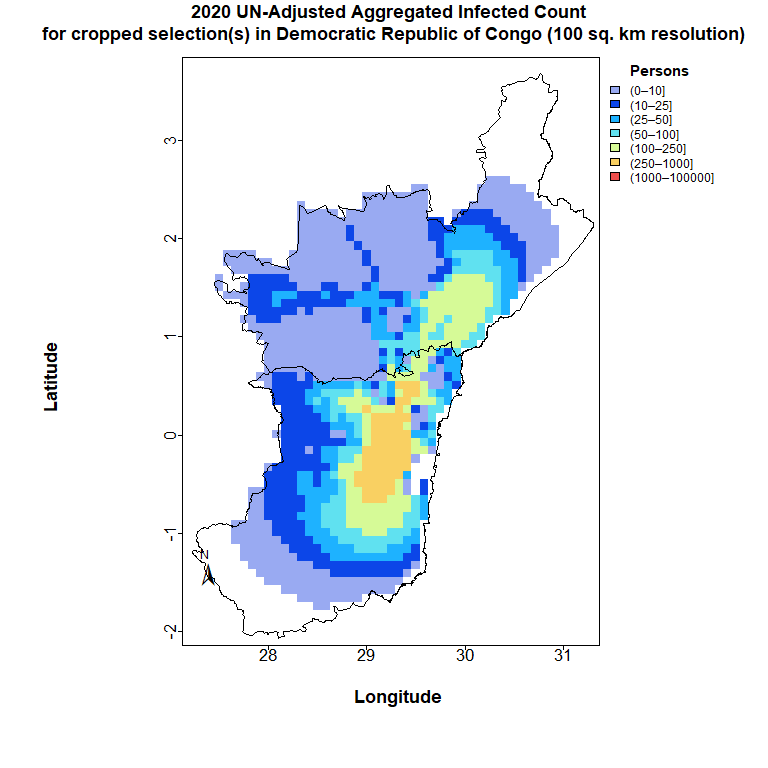 2020 UN-Adjusted Aggregated Infected Count
for cropped selection(s) in Democratic Republic of Congo (100 sq. km resolution)
Persons
(0–10]
(10–25]
(25–50]
(50–100]
(100–250]
(250–1000]
(1000–100000]
3
2
1
0
-1
-2
Latitude
N
28
29
30
31
Longitude